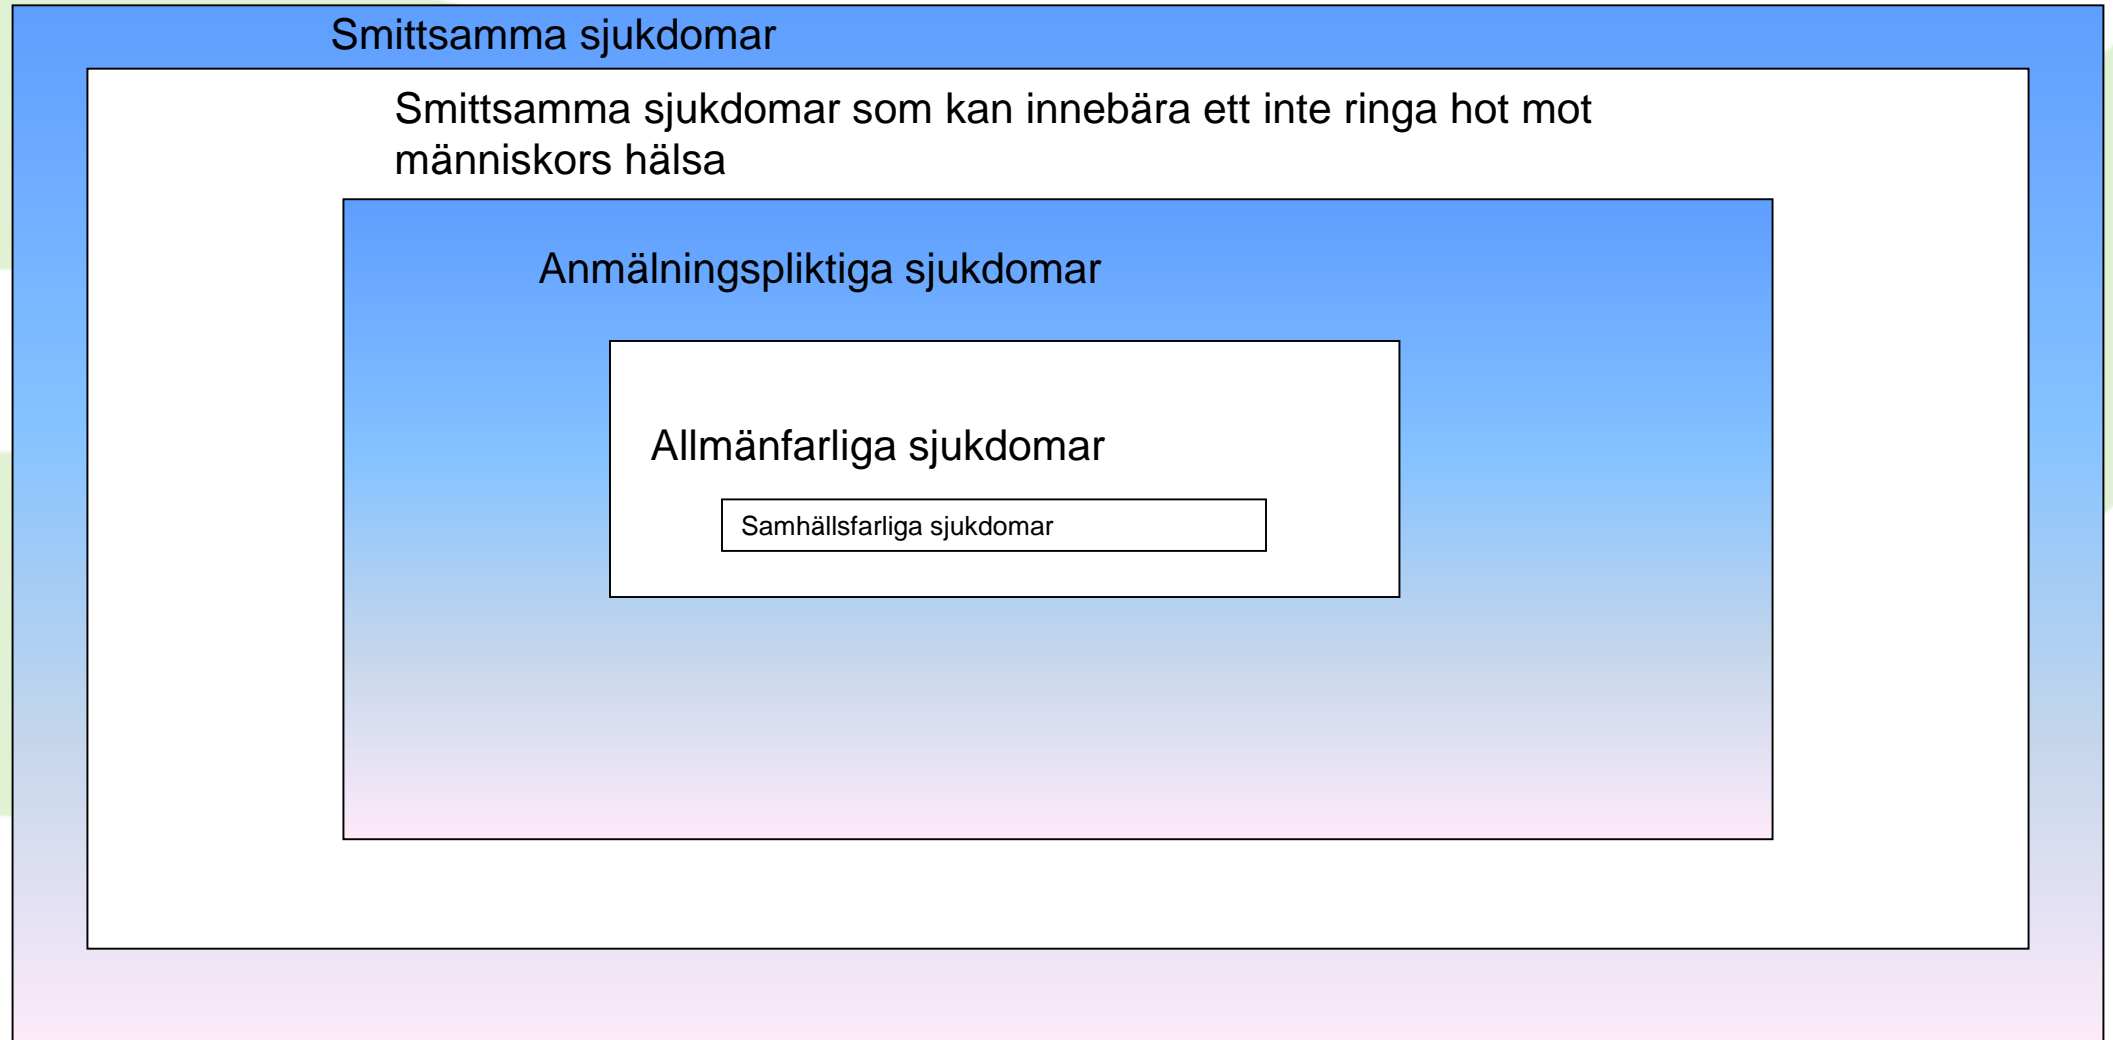 Smittsamma sjukdomar
Smittsamma sjukdomar som kan innebära ett inte ringa hot mot
människors hälsa
Anmälningspliktiga sjukdomar
Allmänfarliga sjukdomar
Samhällsfarliga sjukdomar